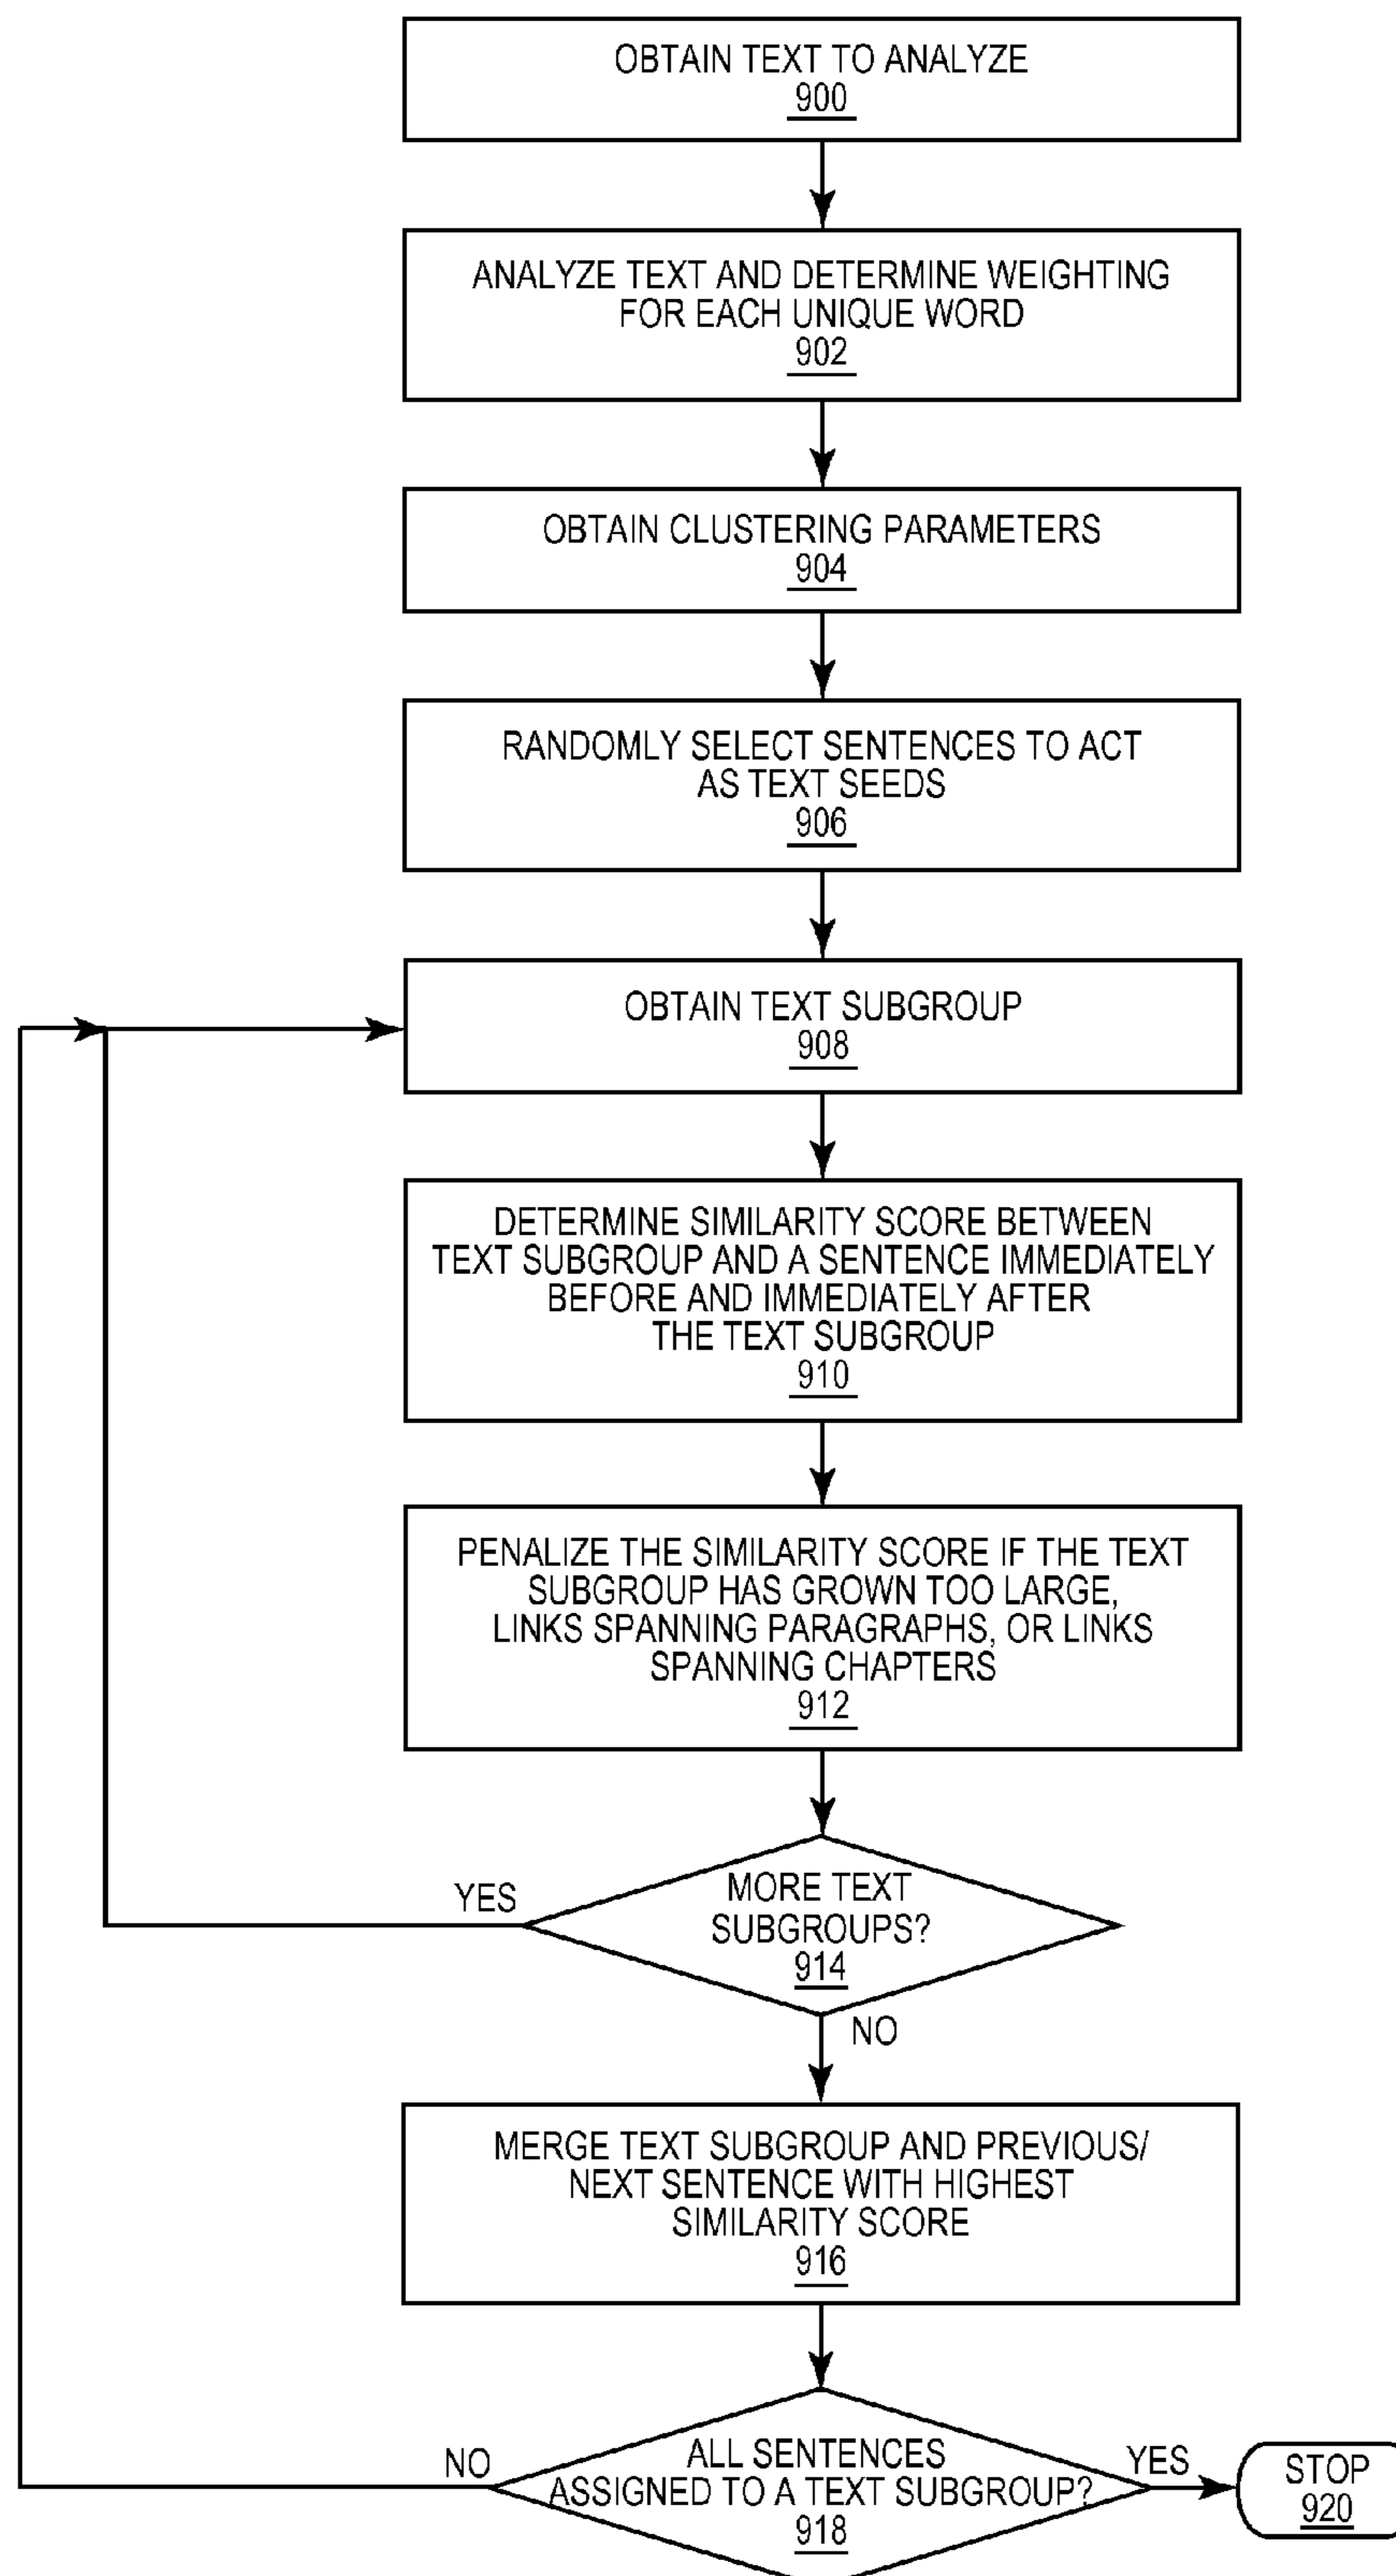 OBTAIN TEXT TO ANALYZE
900
ANALYZE TEXT AND DETERMINE WEIGHTING
FOR EACH UNIQUE WORD
902
OBTAIN CLUSTERING PARAMETERS
904
RANDOMLY SELECT SENTENCES TO ACT
AS TEXT SEEDS
906
OBTAIN TEXT SUBGROUP
908
DETERMINE SIMILARITY SCORE BETWEEN
TEXT SUBGROUP AND A SENTENCE IMMEDIATELY
BEFORE AND IMMEDIATELY AFTER
THE TEXT SUBGROUP
910
PENALIZE THE SIMILARITY SCORE IF THE TEXT
SUBGROUP HAS GROWN TOO LARGE,
LINKS SPANNING PARAGRAPHS, OR LINKS
SPANNING CHAPTERS
912
YES
MORE TEXT
SUBGROUPS?
914
NO
MERGE TEXT SUBGROUP AND PREVIOUS/
NEXT SENTENCE WITH HIGHEST
SIMILARITY SCORE
916
NO
ALL SENTENCES
ASSIGNED TO A TEXT SUBGROUP?
918
YES
STOP
920